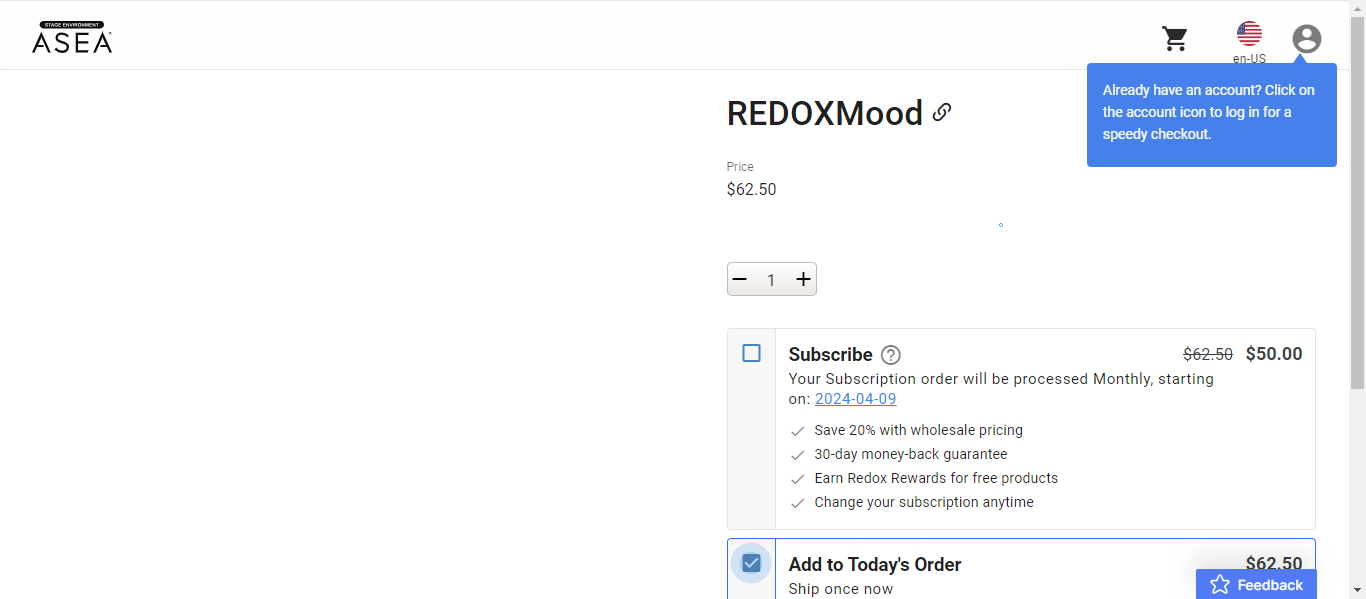 STAGE ENVIRONMENT
ASEA
en-US
Already have an account? Click on
the account icon to log in for a
speedy checkout.
REDOXMood
Price
$62.50
1
Subscribe
$62.50 $50.00
Your Subscription order will be processed Monthly, starting
on: 2024-04-09
Save 20% with wholesale pricing
30-day money-back guarantee
Earn Redox Rewards for free products
Change your subscription anytime
Add to Today's Order
$62.50
Ship once now
Feedback